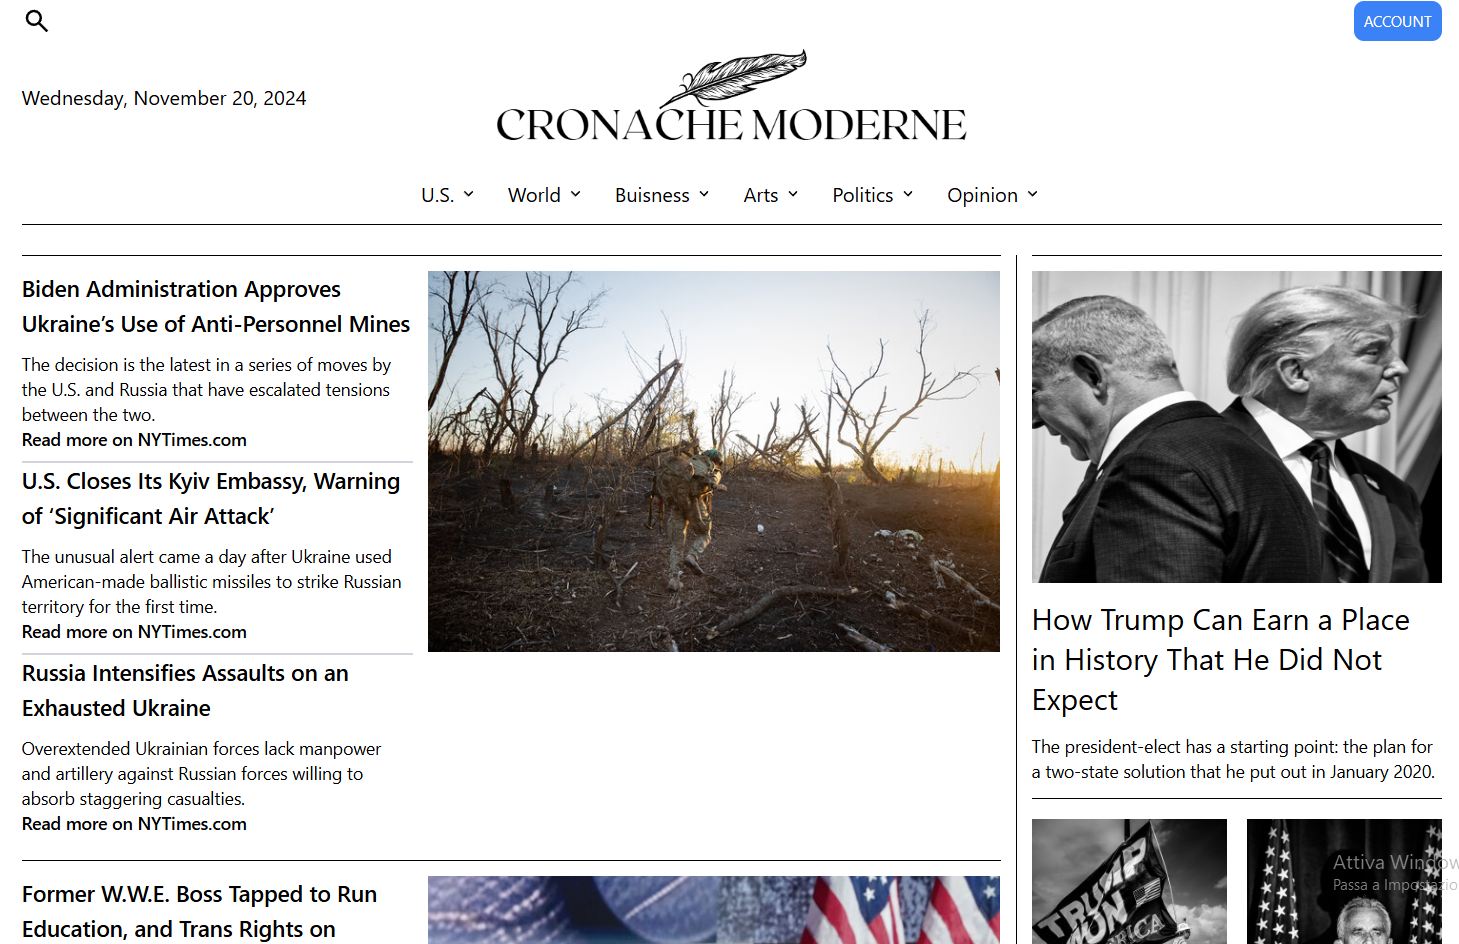 ACCOUNT
Wednesday, November 20, 2024
CRONACHE MODERNE
U.S. World Buisness Arts Politics Opinion
Biden Administration Approves
Ukraine’s Use of Anti-Personnel Mines
The decision is the latest in a series of moves by
the U.S. and Russia that have escalated tensions
between the two.
Read more on NYTimes.com
U.S. Closes Its Kyiv Embassy, Warning
of ‘Significant Air Attack’
The unusual alert came a day after Ukraine used
American-made ballistic missiles to strike Russian
territory for the first time.
Read more on NYTimes.com
Russia Intensifies Assaults on an
Exhausted Ukraine
Overextended Ukrainian forces lack manpower
and artillery against Russian forces willing to
absorb staggering casualties.
Read more on NYTimes.com
Former W.W.E. Boss Tapped to Run
Education, and Trans Rights on
How Trump Can Earn a Place
in History That He Did Not
Expect
The president-elect has a starting point: the plan for
a two-state solution that he put out in January 2020.
TRUMP
Attiva Window
Passa a Impostazio